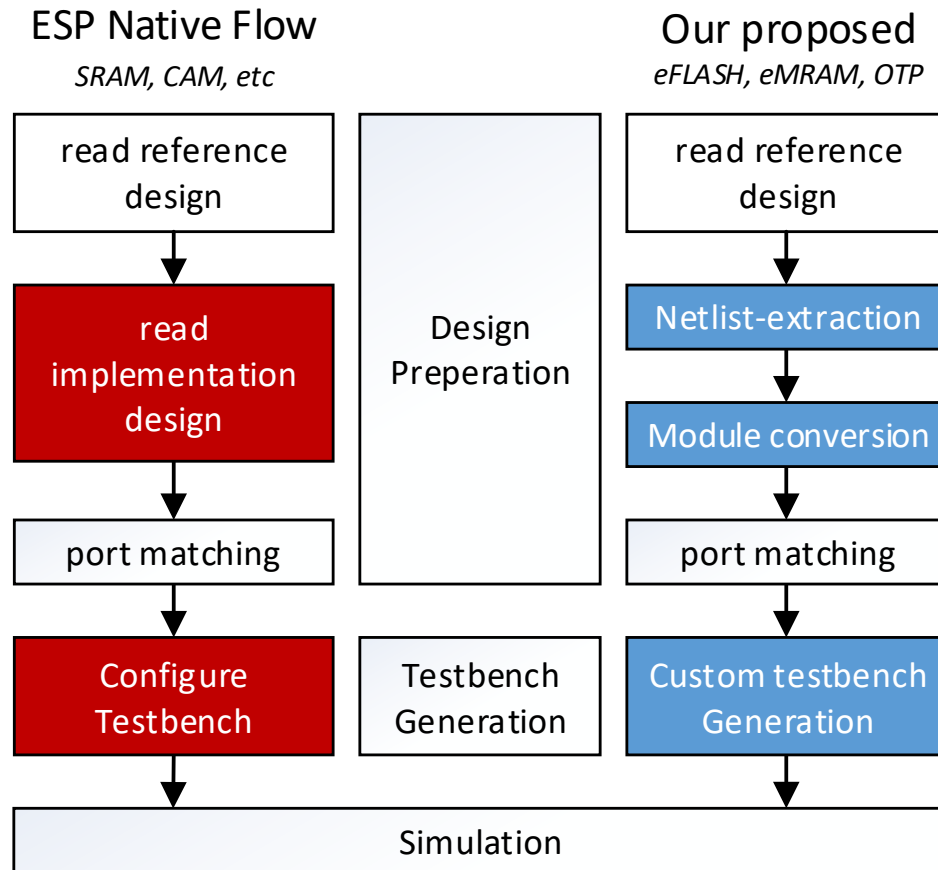 ESP Native Flow
SRAM, CAM, etc
read reference
design
read
implementation
design
port matching
Configure
Testbench
Design
Preperation
Testbench
Generation
Our proposed
eFLASH, eMRAM, OTP
read reference
design
Netlist-extraction
Module conversion
port matching
Custom testbench
Generation
Simulation